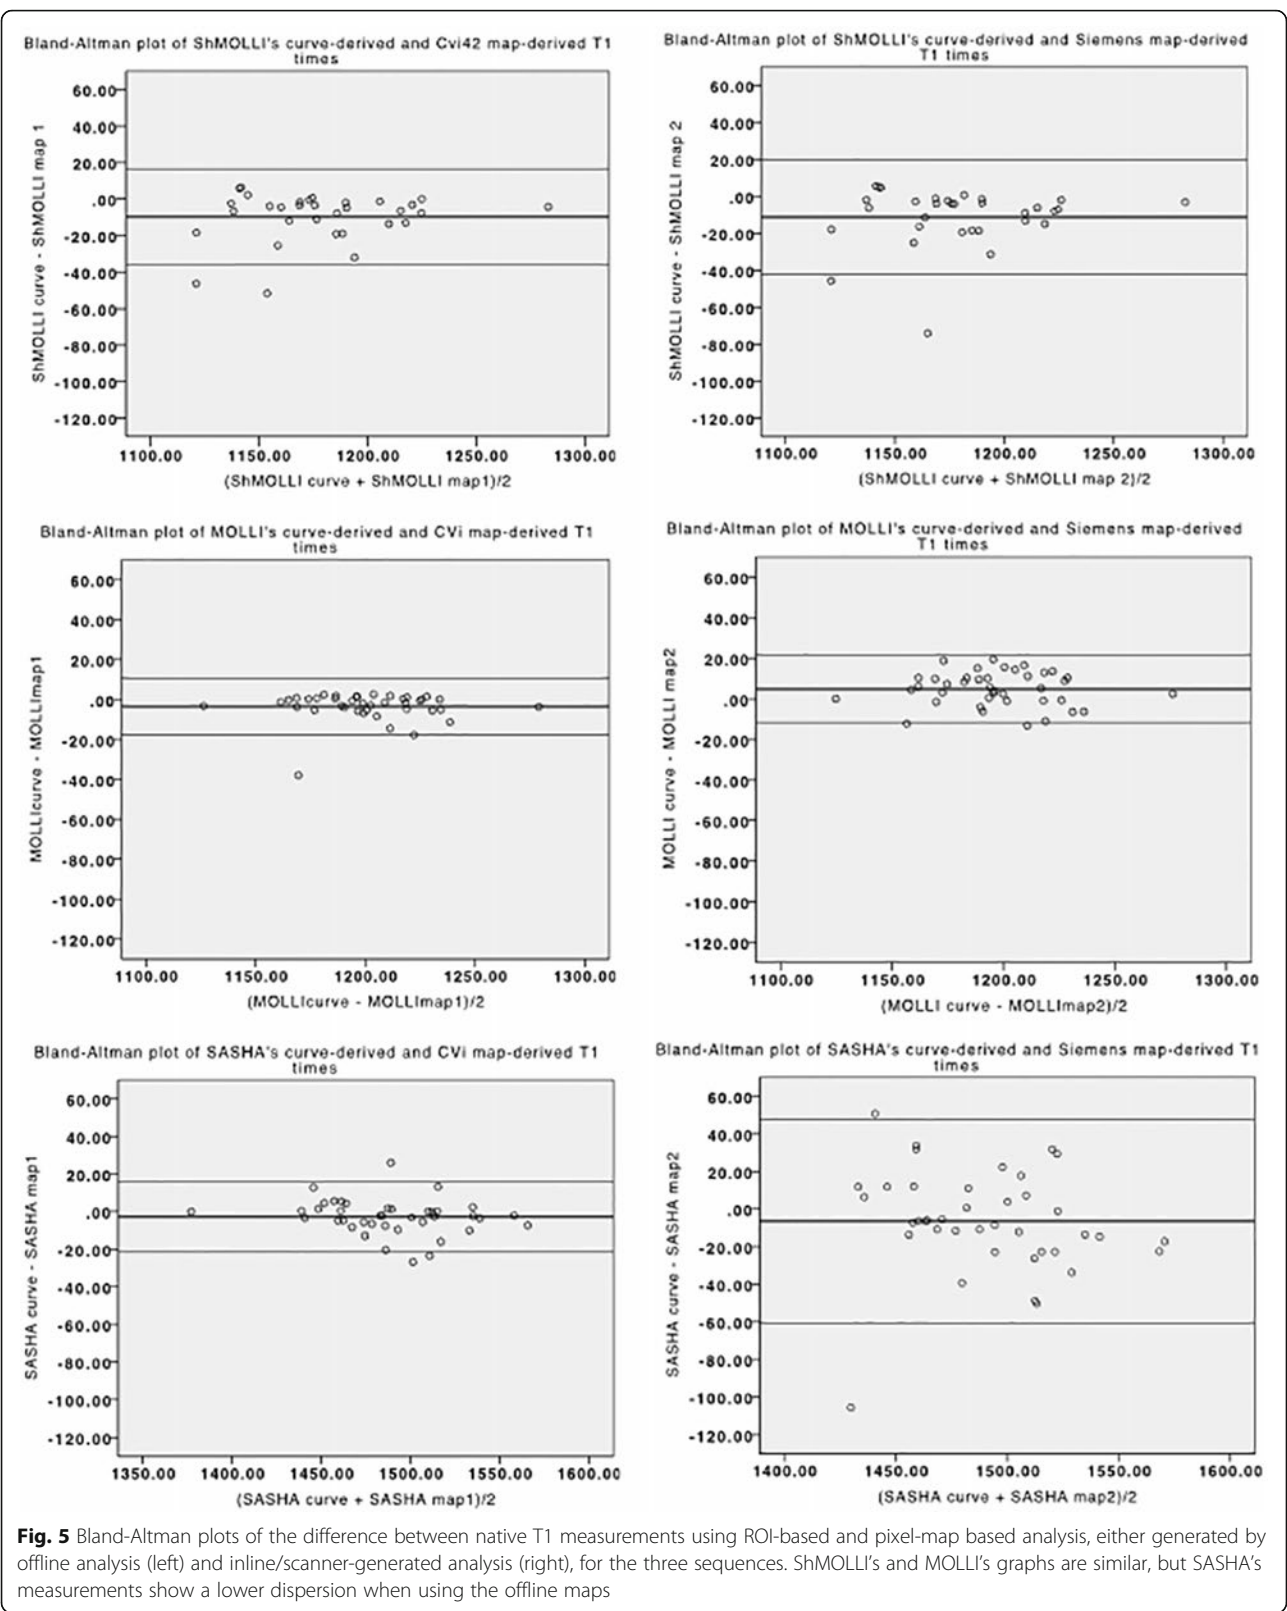 Bland-Altman plot of ShMOLLI's curve-derived and Cvi42 map-derived T1
times
ShMOLLI curve - ShMOLLI map 1
60.00
40.00
20.00
.00
-20.00
-40.00
-60.00
-80.00
-100.00
-120.00
1100.00 1150.00 1200.00 1250.00 1300.00
(ShMOLLI curve + ShMOLLI map1)/2
Bland-Altman plot of ShMOLLI's curve-derived and Siemens map-derived
T1 times
ShMOLLI curve - ShMOLLI map 2
60.00
40.00
20.00
.00
-20.00
-40.00
-60.00
-80.00
-100.00
-120.00
1100.00 1150.00 1200.00 1250.00 1300.00
(ShMOLLI curve + ShMOLLI map 2)/2
Bland-Altman plot of MOLLI's curve-derived and CVi map-derived T1
times
MOLLIcurve - MOLLImap1
60.00
40.00
20.00
.00
-20.00
-40.00
-60.00
-80.00
-100.00
-120.00
1100.00 1150.00 1200.00 1250.00 1300.00
(MOLLIcurve - MOLLImap1)/2
Bland-Altman plot of MOLLI's curve-derived and Siemens map-derived
T1 times
MOLLI curve - MOLLI map2
60.00
40.00
20.00
.00
-20.00
-40.00
-60.00
-80.00
-100.00
-120.00
1100.00 1150.00 1200.00 1250.00 1300.00
(MOLLI curve - MOLLImap2)/2
Bland-Altman plot of SASHA's curve-derived and CVi map-derived T1
times
SASHA curve - SASHA map1
60.00
40.00
20.00
.00
-20.00
-40.00
-60.00
-80.00
-100.00
-120.00
1350.00 1400.00 1450.00 1500.00 1550.00 1600.00
(SASHA curve + SASHA map1)/2
Bland-Altman plot of SASHA's curve-derived and Siemens map-derived T1
times
SASHA curve - SASHA map2
60.00
40.00
20.00
.00
-20.00
-40.00
-60.00
-80.00
-100.00
-120.00
1400.00 1450.00 1500.00 1550.00 1600.00
(SASHA curve + SASHA map2)/2
Fig. 5 Bland-Altman plots of the difference between native T1 measurements using ROI-based and pixel-map based analysis, either generated by
offline analysis (left) and inline/scanner-generated analysis (right), for the three sequences. ShMOLLI's and MOLLI's graphs are similar, but SASHA's
measurements show a lower dispersion when using the offline maps